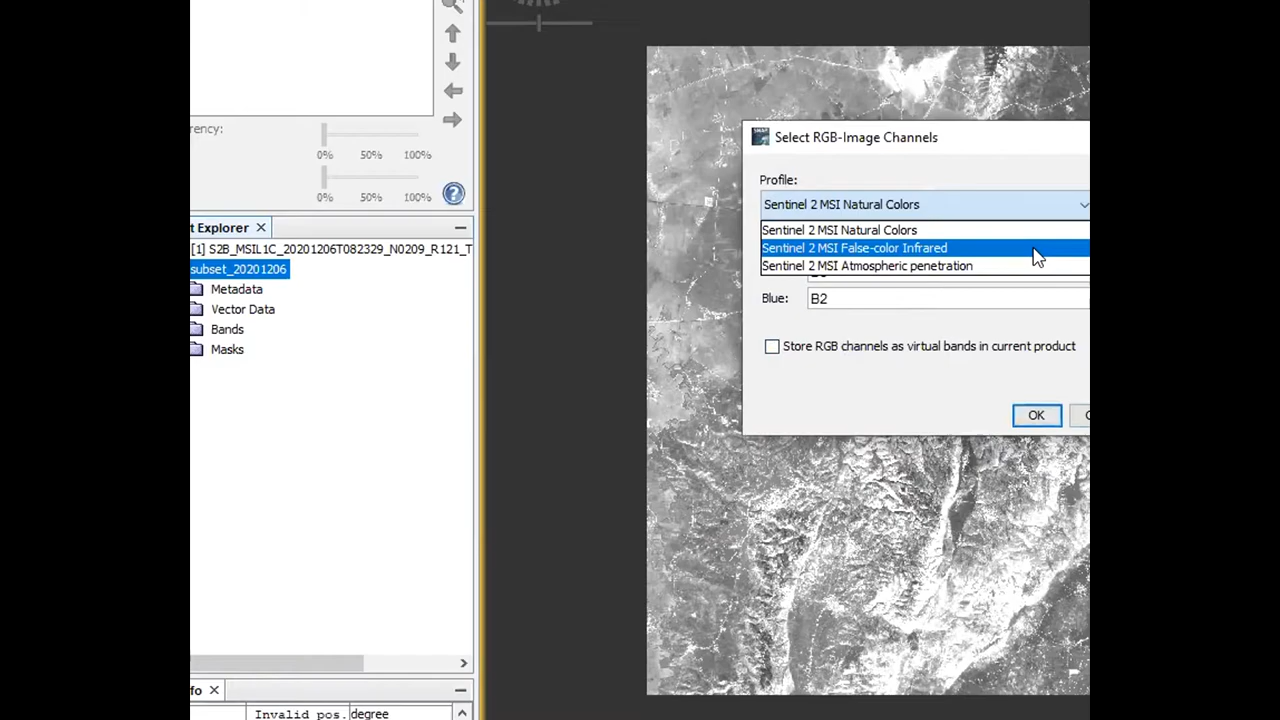 Select RGB-Image Channels
rency:
0% 50% 100%
0% 50% 100%
Profile:
Sentinel 2 MSI Natural Colors
Sentinel 2 MSI Natural Colors
Sentinel 2 MSI False-color Infrared
Sentinel 2 MSI Atmospheric penetration
Blue: B2
Store RGB channels as virtual bands in current product
OK
t Explorer
[1] S2B_MSIL1C_20201206T082329_N0209_R121_T
subset_20201206
Metadata
Vector Data
Bands
Masks
fo
Invalid pos. degree